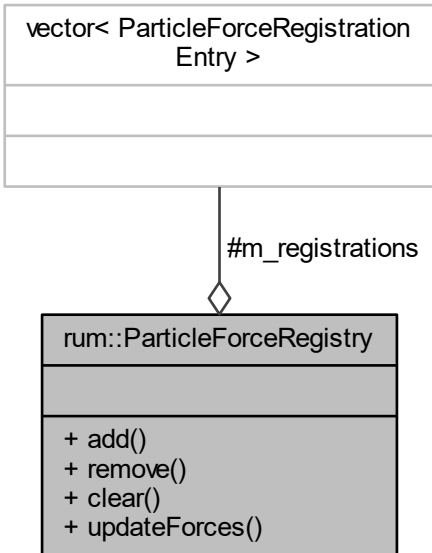 vector< ParticleForceRegistration
Entry >
#m_registrations
rum::ParticleForceRegistry
+ add()
+ remove()
+ clear()
+ updateForces()